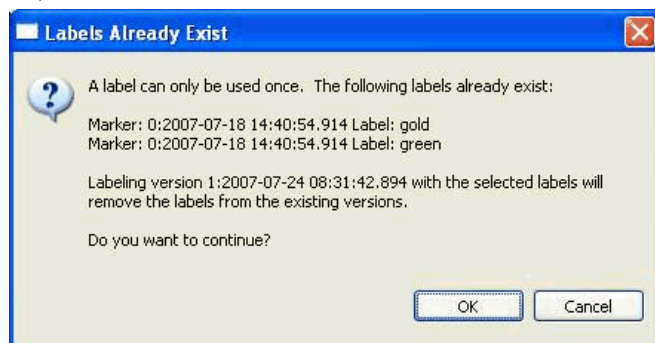 Labels Already Exist
A label can only be used once.  The following labels already exist:
Marker: 0:2007-07-18 14:40:54.914 Label: gold
Marker: 0:2007-07-18 14:40:54.914 Label: green
Labeling version 1:2007-07-24 08:31:42.894 with the selected labels will
remove the labels from the existing versions.
Do you want to continue?
OK
Cancel